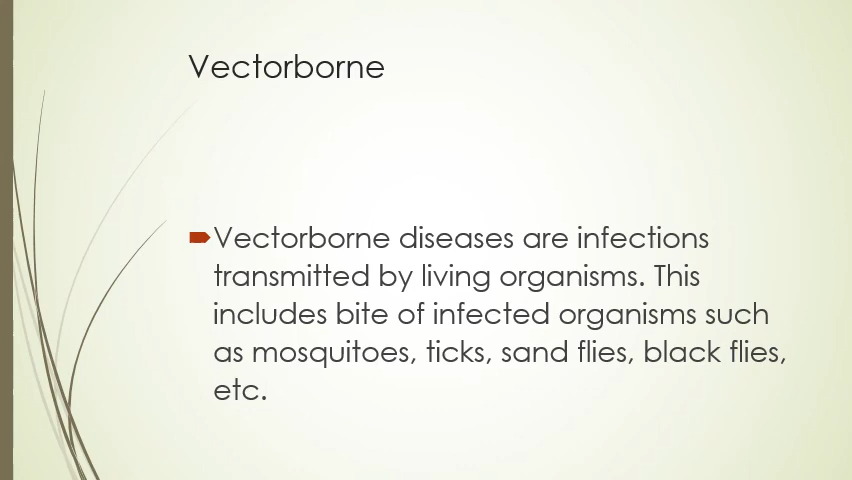 Vectorborne
Vectorborne diseases are infections
transmitted by living organisms. This
includes bite of infected organisms such
as mosquitoes, ticks, sand flies, black flies,
etc.